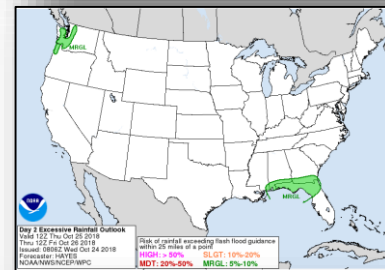 MRGL
MRGL
NOAA
Day 2 Excessive Rainfall Outlook
Valid 12Z Thu Oct 25 2018
Thru 12Z Fri Oct 26 2018
Issued: 0806Z Wed Oct 24 2018
Forecaster: HAYES
NOAA/NWS/NCEP/WPC
Risk of rainfall exceeding flash flood guidance
within 25 miles of a point
HIGH: > 50% SLGT: 10%-20%
MDT: 20%-50% MRGL: 5%-10%